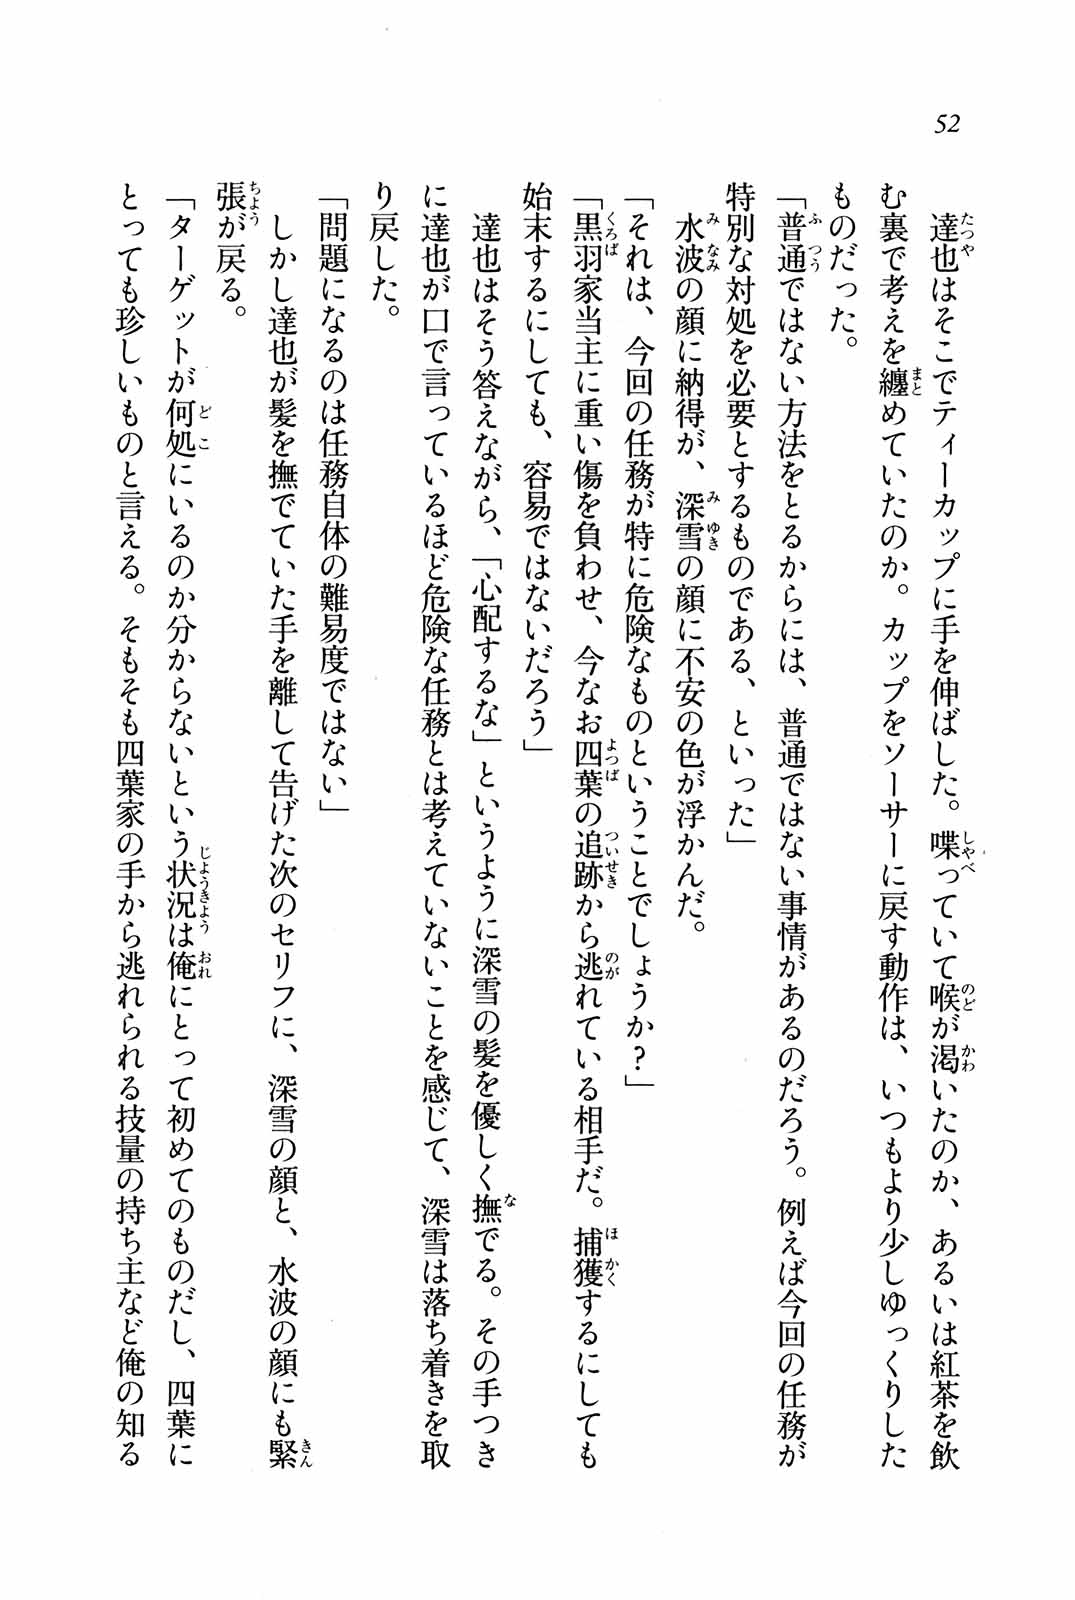 52
達也はそこでティーカップに手を伸ばした。喋っていて喉が渇いたのか、あるいは紅茶を飲
む裏で考えを纏めていたのか。カップをソーサーに戻す動作は、いつもより少しゆっくりした
ものだった。
「普通ではない方法をとるからには、普通ではない事情があるのだろう。例えば今回の任務が
特別な対処を必要とするものである、といった」
水波の顔に納得が、深雪の顔に不安の色が浮かんだ。
「それは、今回の任務が特に危険なものということでしょうか?」
「黒羽家当主に重い傷を負わせ、今なお四葉の追跡から逃れている相手だ。捕獲するにしても
始末するにしても、容易ではないだろう」
達也はそう答えながら、「心配するな」というように深雪の髪を優しく撫でる。その手つき
に達也が口で言っているほど危険な任務とは考えていないことを感じて、深雪は落ち着きを取
り戻した。
「問題になるのは任務自体の難易度ではない」
しかし達也が髪を撫でていた手を離して告げた次のセリフに、深雪の顔と、水波の顔にも緊
張が戻る。
「ターゲットが何処にいるのか分からないという状況は俺にとって初めてのものだし、四葉に
とっても珍しいものと言える。そもそも四葉家の手から逃れられる技量の持ち主など俺の知る